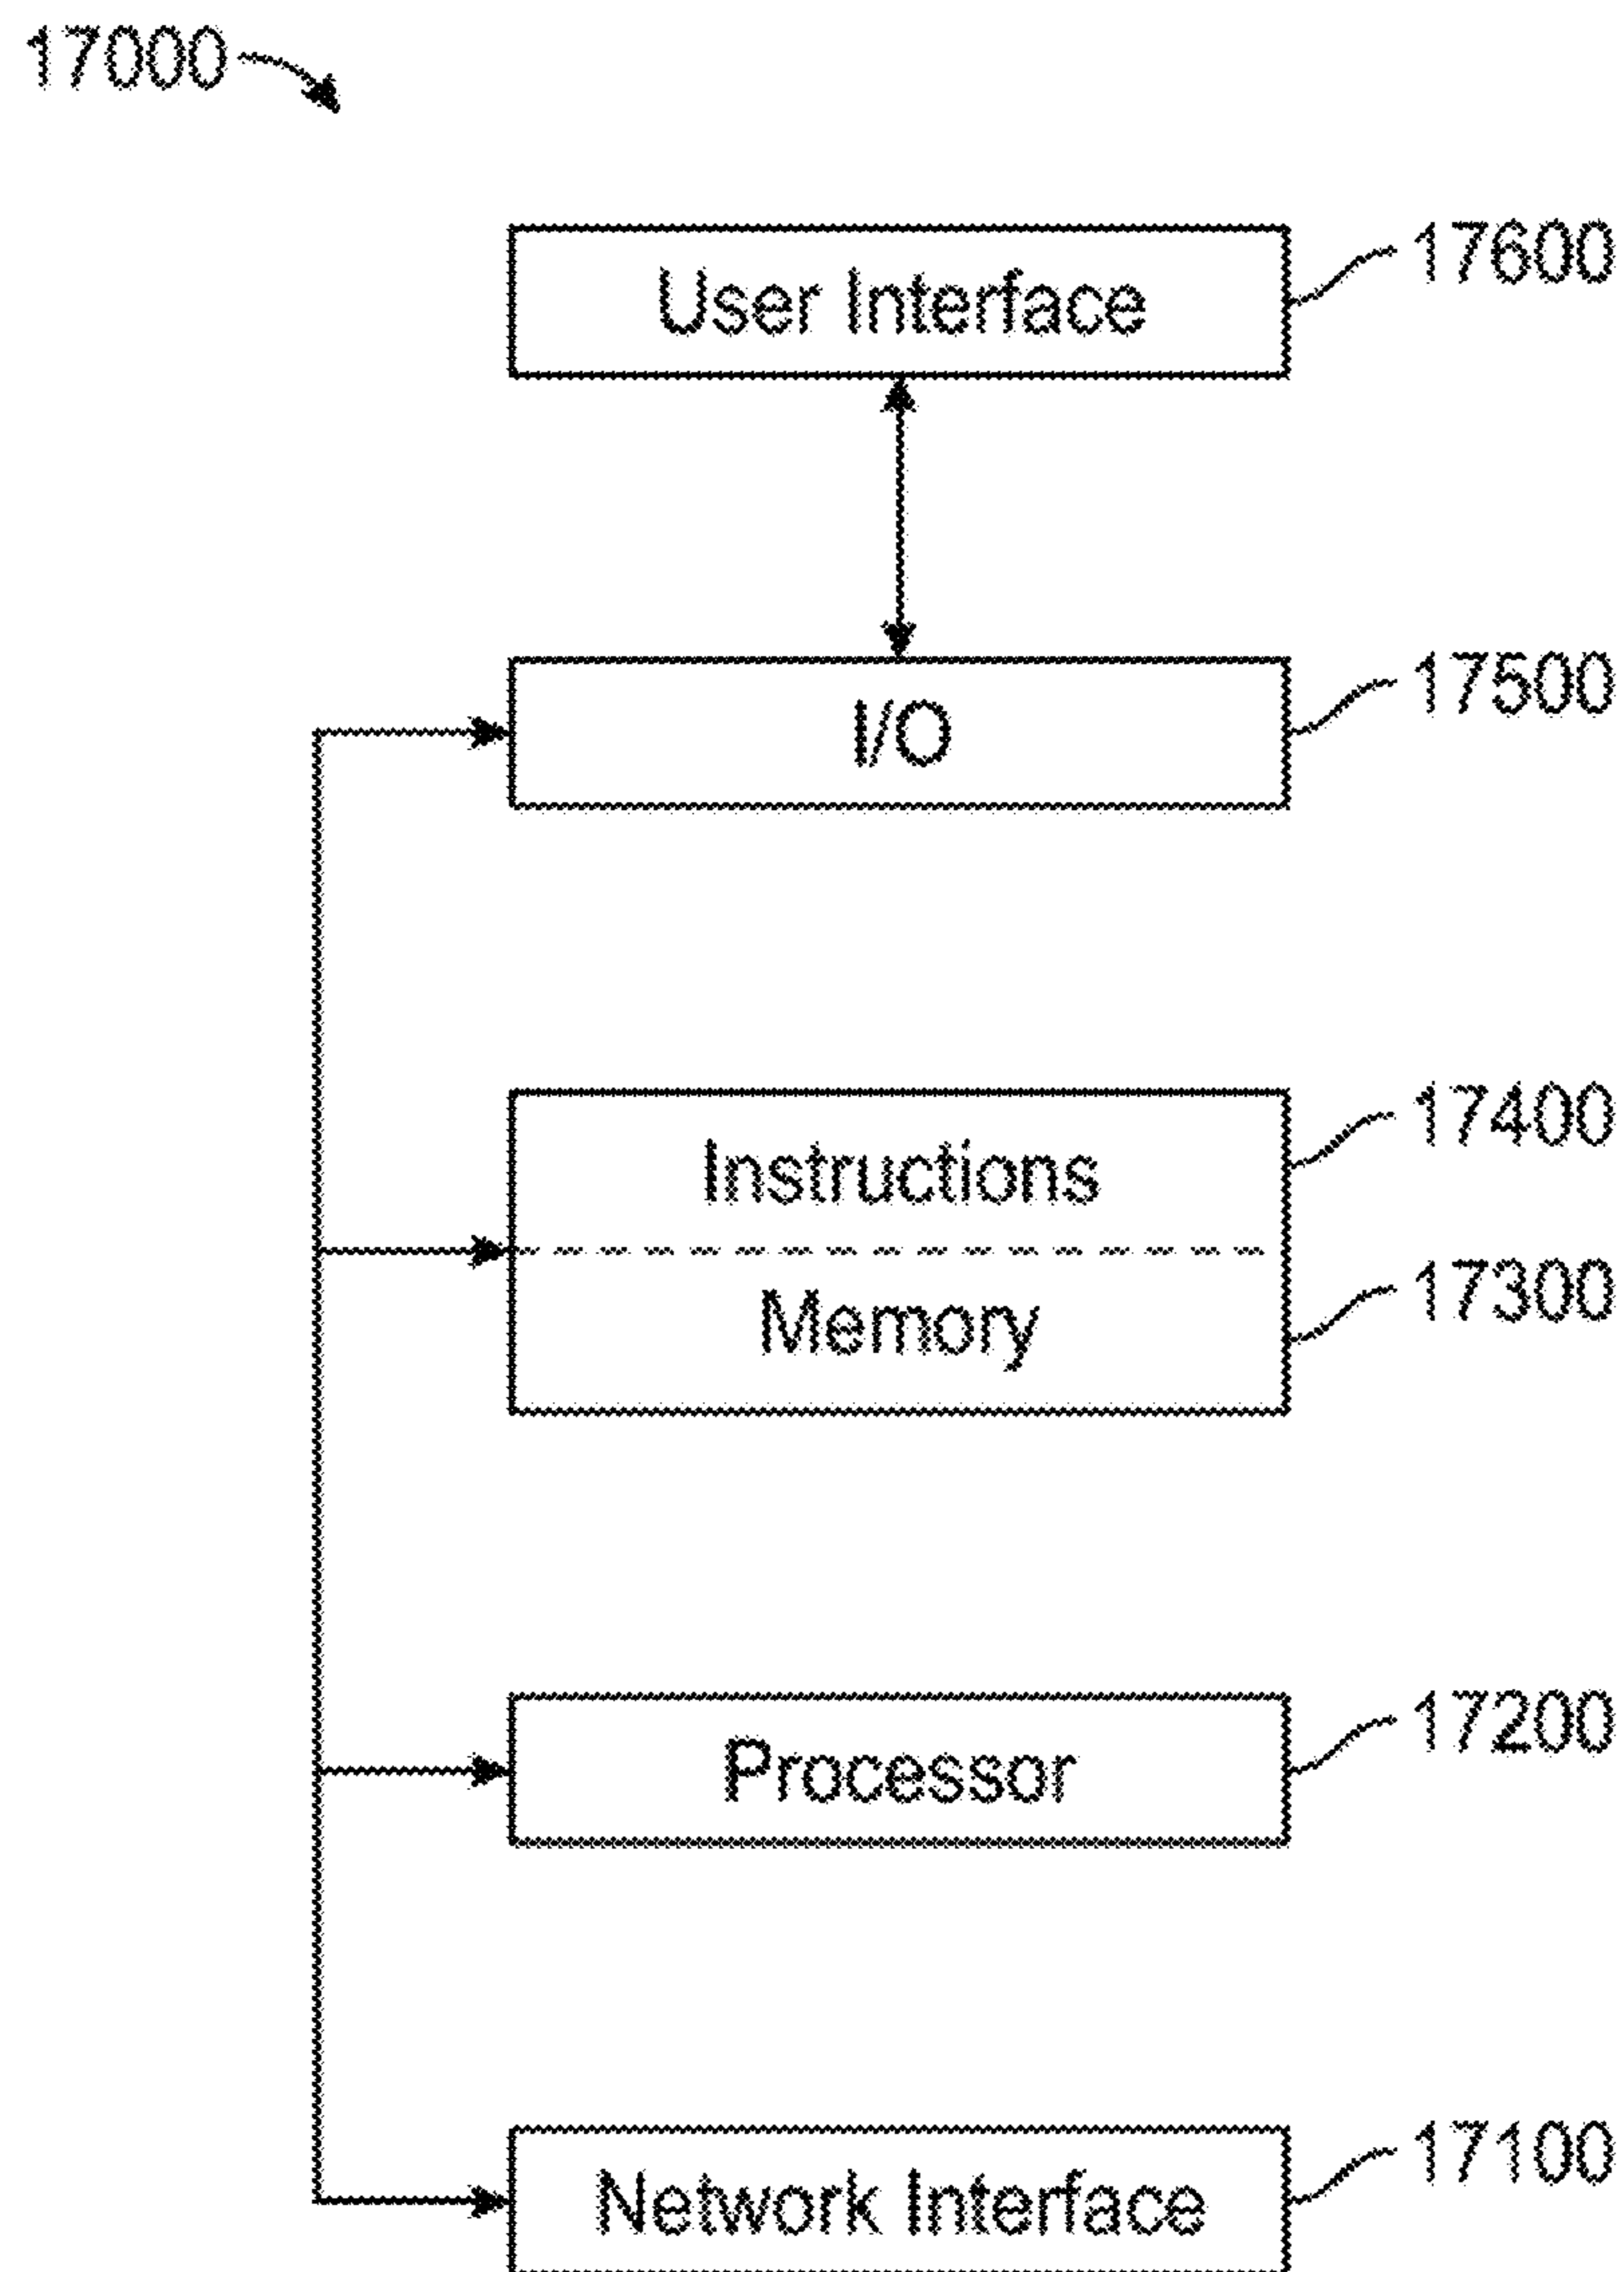 17000
User Interface 17600
I/O 17500
Instructions 17400
Memory 17300
Processor 17200
Network Interface 17100